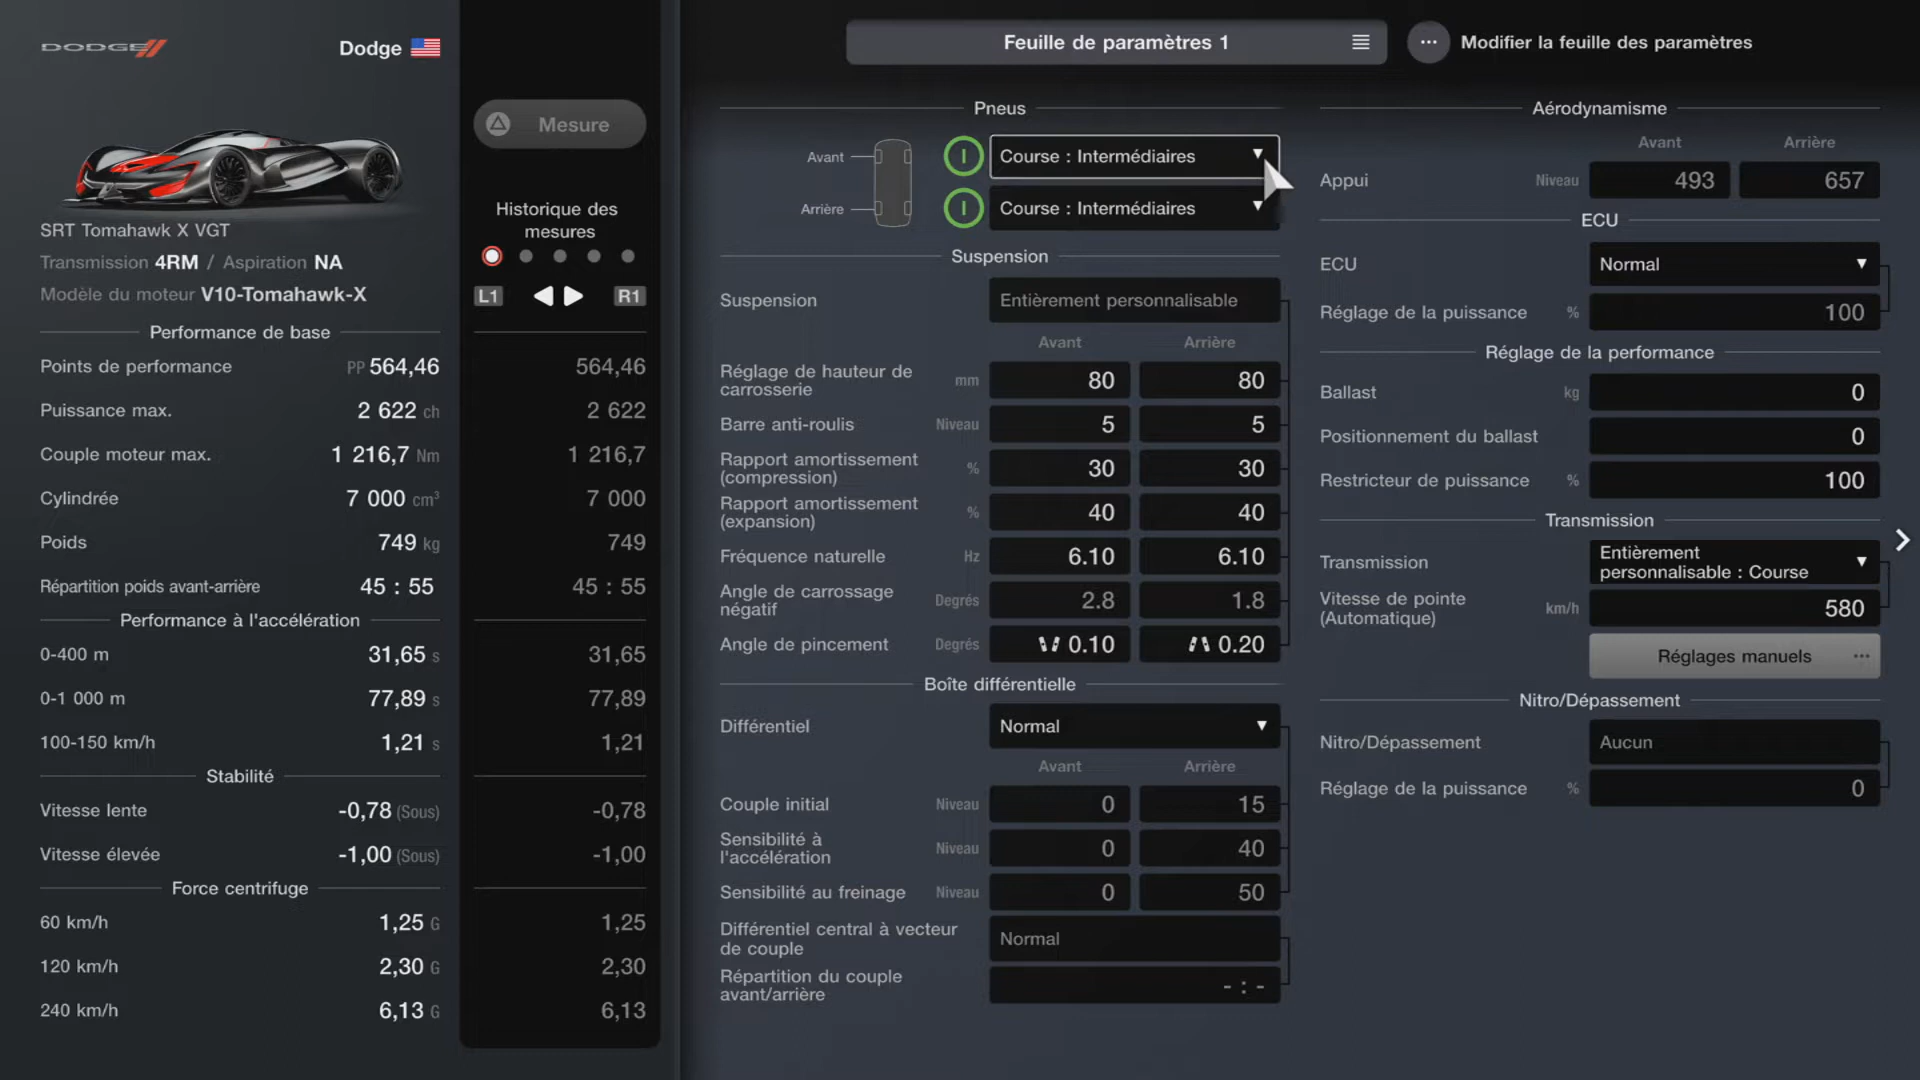 DODGE
Dodge
SRT Tomahawk X VGT
Transmission 4RM / Aspiration NA
Modèle du moteur V10-Tomahawk-X
Performance de base
Points de performance PP 564,46
Puissance max. 2 622 ch
Couple moteur max. 1 216,7 Nm
Cylindrée 7 000 cm³
Poids 749 kg
Répartition poids avant-arrière 45 : 55
Performance à l'accélération
0-400 m 31,65 s
0-1 000 m 77,89 s
100-150 km/h 1,21 s
Stabilité
Vitesse lente -0,78 (Sous)
Vitesse élevée -1,00 (Sous)
Force centrifuge
60 km/h 1,25 G
120 km/h 2,30 G
240 km/h 6,13 G
Mesure
Historique des
mesures
L1 R1
564,46
2 622
1 216,7
7 000
749
45 : 55
31,65
77,89
1,21
-0,78
-1,00
1,25
2,30
6,13
Feuille de paramètres 1
Modifier la feuille des paramètres
Pneus
Avant I Course : Intermédiaires
Arrière I Course : Intermédiaires
Suspension
Suspension Entièrement personnalisable
Avant Arrière
Réglage de hauteur de
carrosserie mm 80 80
Barre anti-roulis Niveau 5 5
Rapport amortissement
(compression) % 30 30
Rapport amortissement
(expansion) % 40 40
Fréquence naturelle Hz 6.10 6.10
Angle de carrossage
négatif Degrés 2.8 1.8
Angle de pincement Degrés 0.10 0.20
Boîte différentielle
Différentiel Normal
Avant Arrière
Couple initial Niveau 0 15
Sensibilité à
l'accélération Niveau 0 40
Sensibilité au freinage Niveau 0 50
Différentiel central à vecteur
de couple Normal
Répartition du couple
avant/arrière - : -
Aérodynamisme
Avant Arrière
Appui Niveau 493 657
ECU
ECU Normal
Réglage de la puissance % 100
Réglage de la performance
Ballast kg 0
Positionnement du ballast 0
Restricteur de puissance % 100
Transmission
Transmission Entièrement
personnalisable : Course
Vitesse de pointe
(Automatique) km/h 580
Réglages manuels ...
Nitro/Dépassement
Nitro/Dépassement Aucun
Réglage de la puissance % 0